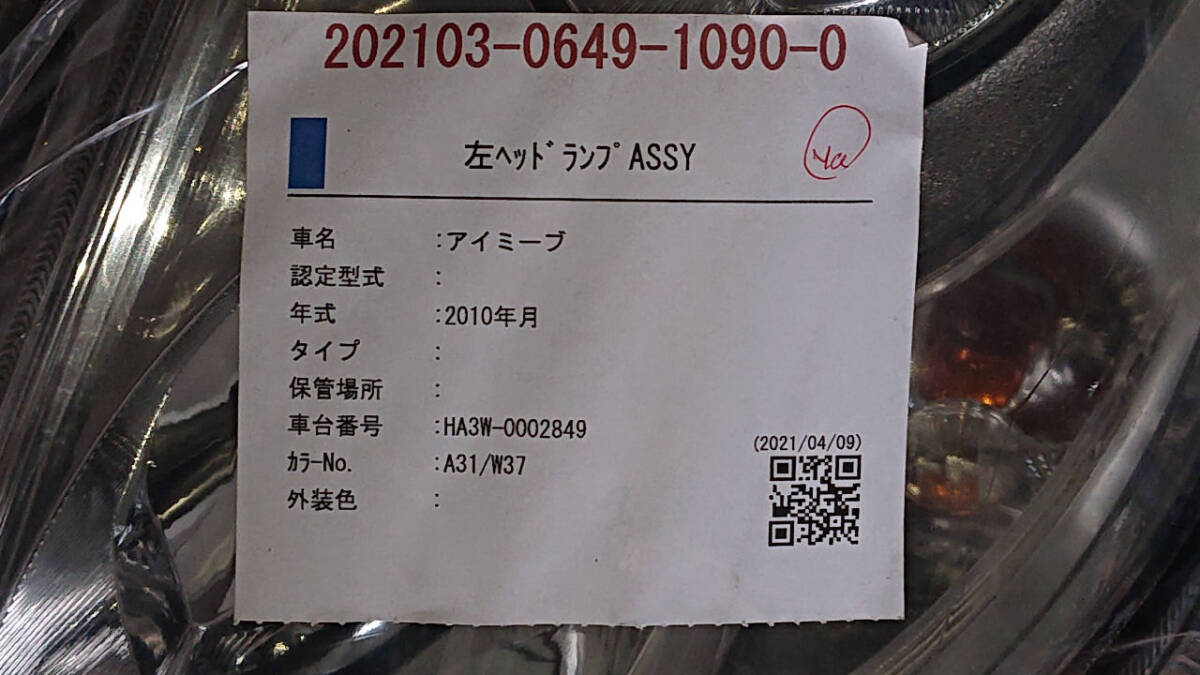 202103-0649-1090-0
左ﾍｯﾄﾞﾗﾝﾌﾟASSY
車名 :アイミーブ
認定型式 :
年式 :2010年月
タイプ :
保管場所 :
車台番号 :HA3W-0002849
ｶﾗｰNo. :A31/W37
外装色 :
(2021/04/09)